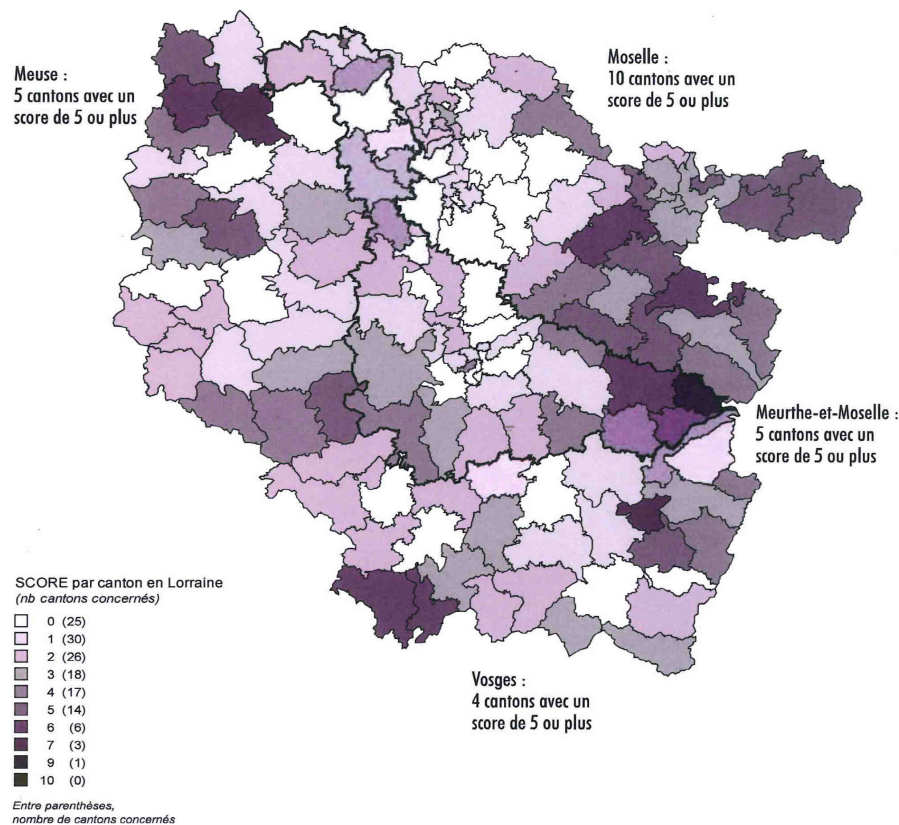 Meuse :
5 cantons avec un
score de 5 ou plus
Moselle :
10 cantons avec un
score de 5 ou plus
Meurthe-et-Moselle :
5 cantons avec un
score de 5 ou plus
Vosges :
4 cantons avec un
score de 5 ou plus
SCORE par canton en Lorraine
(nb cantons concernés)
0 (25)
1 (30)
2 (26)
3 (18)
4 (17)
5 (14)
6 (6)
7 (3)
9 (1)
10 (0)
Entre parenthèses,
nombre de cantons concernés